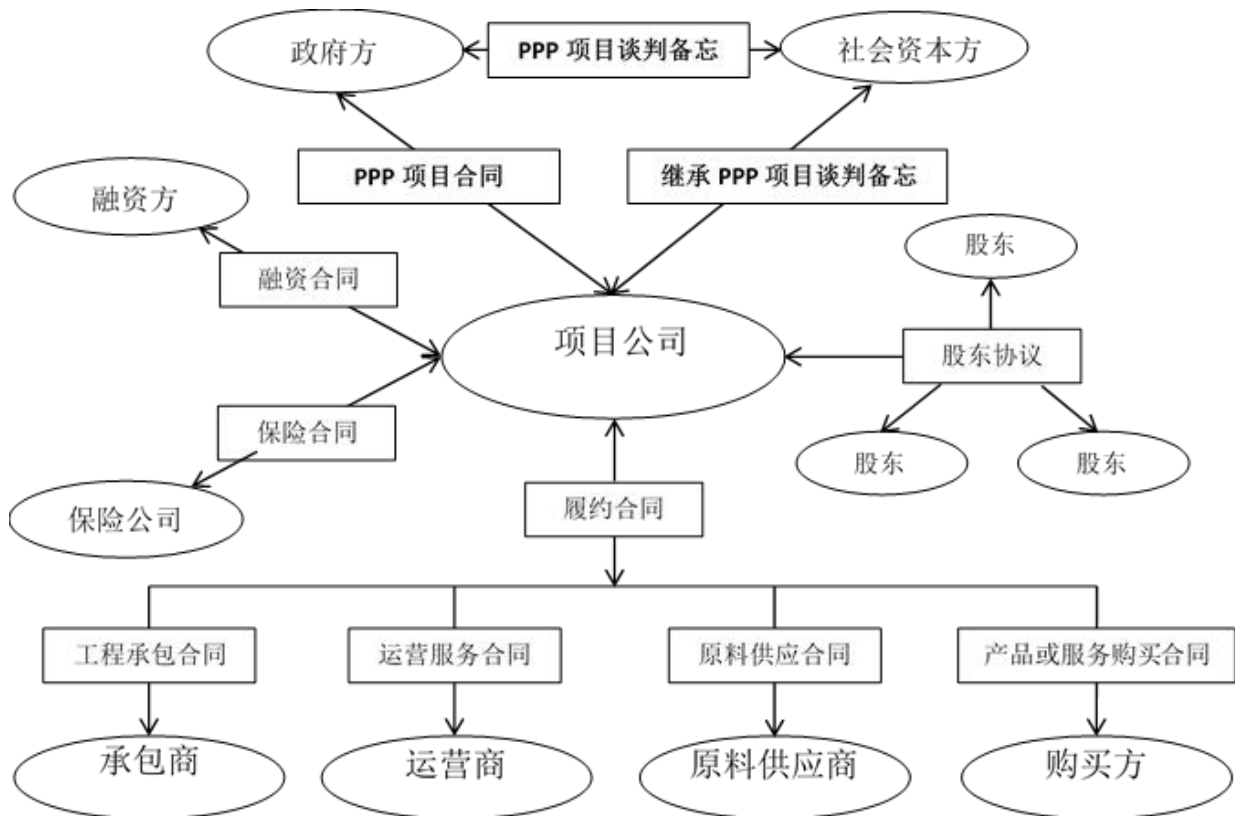 政府方
PPP 项目谈判备忘
社会资本方
PPP 项目合同
继承 PPP 项目谈判备忘
融资方
股东
融资合同
项目公司
股东协议
保险合同
股东
股东
保险公司
履约合同
工程承包合同
运营服务合同
原料供应合同
产品或服务购买合同
承包商
运营商
原料供应商
购买方